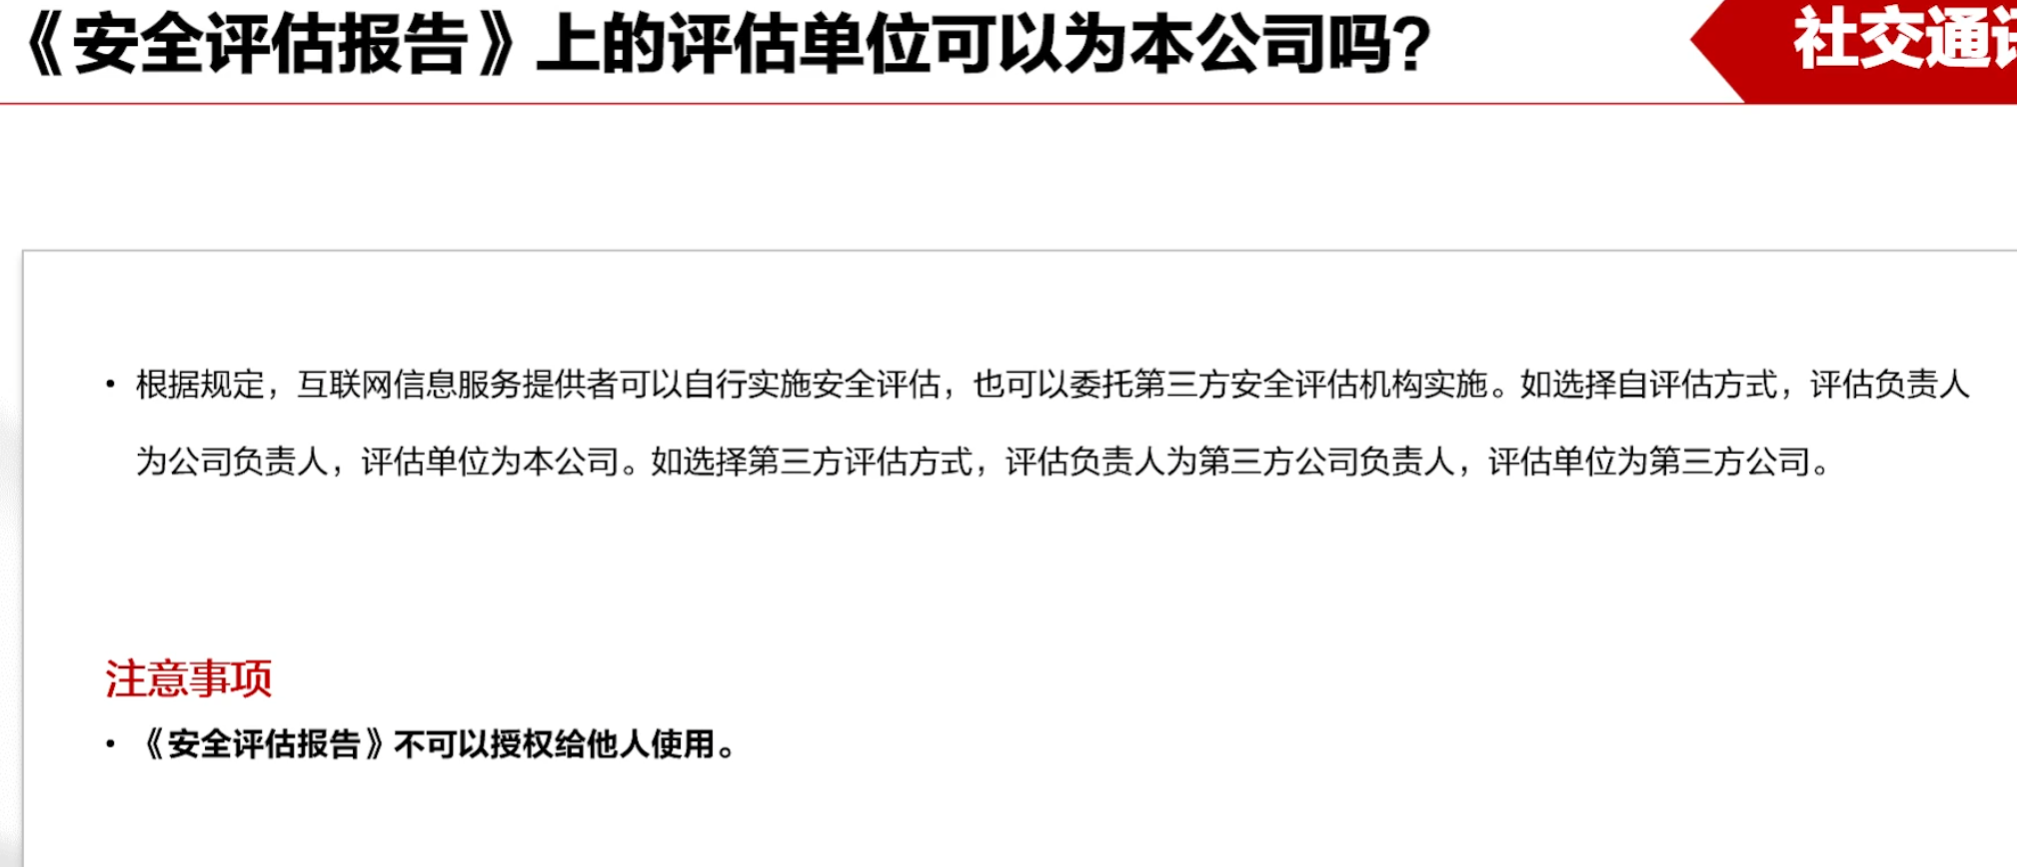 《安全评估报告》上的评估单位可以为本公司吗？
社交通
• 根据规定，互联网信息服务提供者可以自行实施安全评估，也可以委托第三方安全评估机构实施。如选择自评估方式，评估负责人
为公司负责人，评估单位为本公司。如选择第三方评估方式，评估负责人为第三方公司负责人，评估单位为第三方公司。
注意事项
• 《安全评估报告》不可以授权给他人使用。